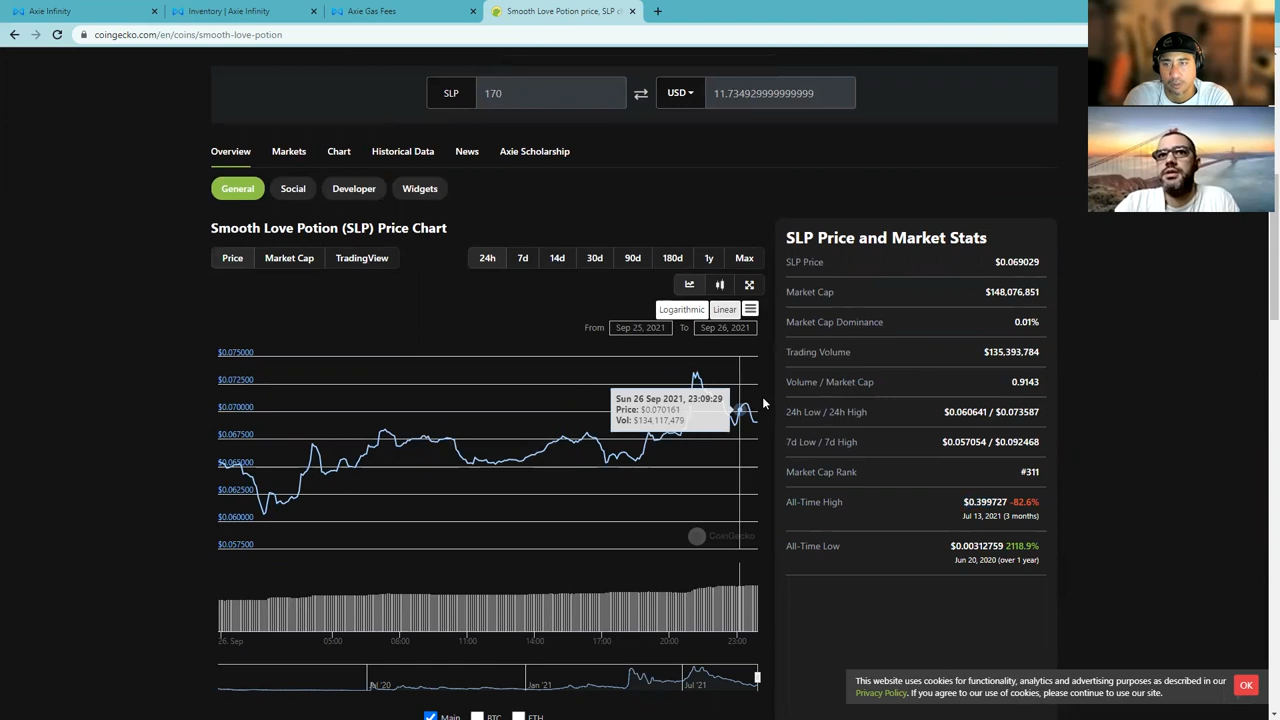 Axie Infinity
Inventory | Axie Infinity
Axie Gas Fees
Smooth Love Potion price, SLP c
coingecko.com/en/coins/smooth-love-potion
SLP
170
USD
11.734929999999999
Overview
Markets
Chart
Historical Data
News
Axie Scholarship
General
Social
Developer
Widgets
Smooth Love Potion (SLP) Price Chart
Price
Market Cap
TradingView
24h
7d
14d
30d
90d
180d
1y
Max
Logarithmic
Linear
From
Sep 25, 2021
To
Sep 26, 2021
$0.075000
$0.072500
$0.070000
$0.067500
$0.065000
$0.062500
$0.060000
$0.057500
Sun 26 Sep 2021, 23:09:29
Price: $0.070161
Vol: $134,117,479
CoinGecko
26. Sep
05:00
08:00
11:00
14:00
17:00
20:00
23:00
Jul '20
Jan '21
Jul '21
Main
BTC
ETH
SLP Price and Market Stats
SLP Price
$0.069029
Market Cap
$148,076,851
Market Cap Dominance
0.01%
Trading Volume
$135,393,784
Volume / Market Cap
0.9143
24h Low / 24h High
$0.060641 / $0.073587
7d Low / 7d High
$0.057054 / $0.092468
Market Cap Rank
#311
All-Time High
$0.399727 -82.6%
Jul 13, 2021 (3 months)
All-Time Low
$0.00312759 2118.9%
Jun 20, 2020 (over 1 year)
This website uses cookies for functionality, analytics and advertising purposes as described in our
Privacy Policy. If you agree to our use of cookies, please continue to use our site.
OK